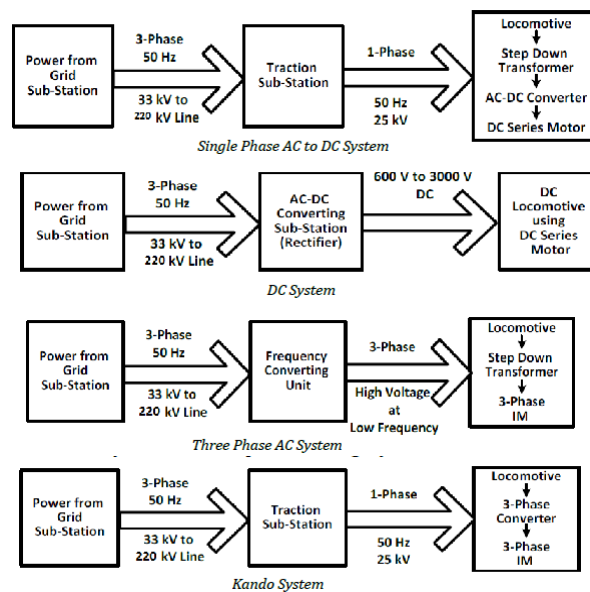 Power from
Grid
Sub-Station
3-Phase
50 Hz
33 kV to
220 kV Line
Traction
Sub-Station
1-Phase
50 Hz
25 kV
Locomotive
Step Down
Transformer
AC-DC Converter
DC Series Motor
Single Phase AC to DC System
Power from
Grid
Sub-Station
3-Phase
50 Hz
33 kV to
220 kV Line
AC-DC
Converting
Sub-Station
(Rectifier)
600 V to 3000 V
DC
DC
Locomotive
using
DC Series
Motor
DC System
Power from
Grid
Sub-Station
3-Phase
50 Hz
33 kV to
220 kV Line
Frequency
Converting
Unit
3-Phase
High Voltage
at
Low Frequency
Locomotive
Step Down
Transformer
3-Phase
IM
Three Phase AC System
Power from
Grid
Sub-Station
3-Phase
50 Hz
33 kV to
220 kV Line
Traction
Sub-Station
1-Phase
50 Hz
25 kV
Locomotive
3-Phase
Converter
3-Phase
IM
Kando System